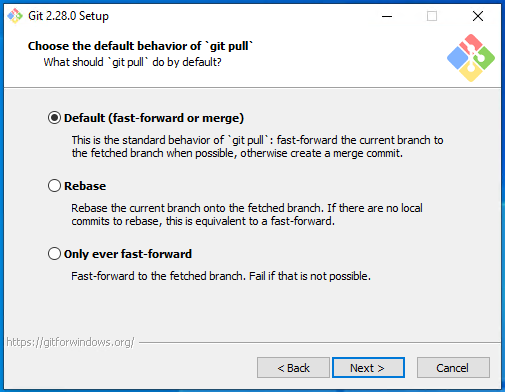 Git 2.28.0 Setup
Choose the default behavior of `git pull`
What should `git pull` do by default?
Default (fast-forward or merge)
This is the standard behavior of `git pull`: fast-forward the current branch to
the fetched branch when possible, otherwise create a merge commit.
Rebase
Rebase the current branch onto the fetched branch. If there are no local
commits to rebase, this is equivalent to a fast-forward.
Only ever fast-forward
Fast-forward to the fetched branch. Fail if that is not possible.
https://gitforwindows.org/
< Back
Next >
Cancel